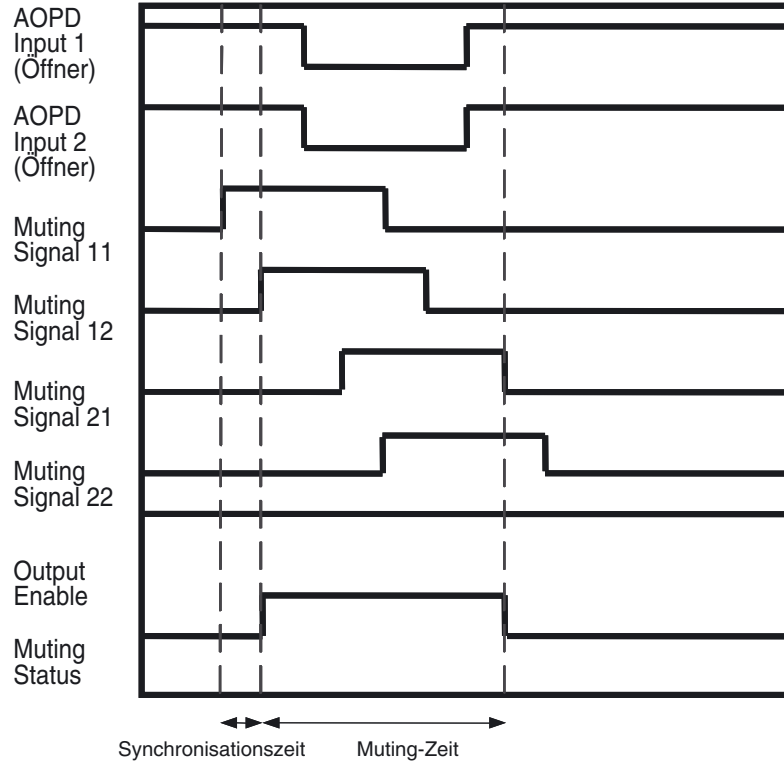 AOPD
Input 1
(Öffner)
AOPD
Input 2
(Öffner)
Muting
Signal 11
Muting
Signal 12
Muting
Signal 21
Muting
Signal 22
Output
Enable
Muting
Status
Synchronisationszeit
Muting-Zeit